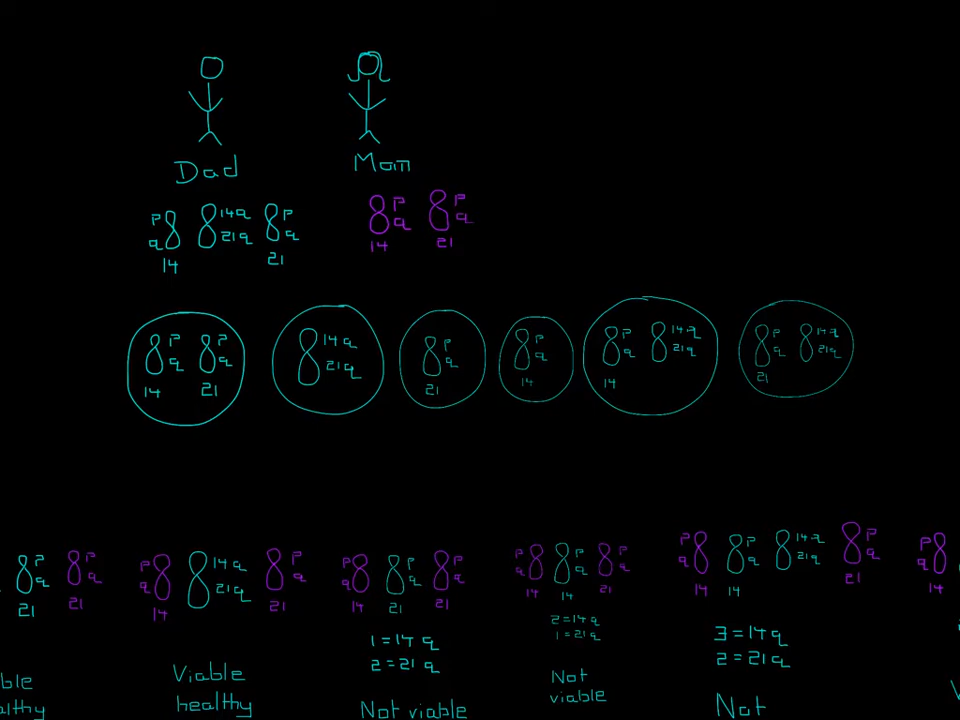 Dad Mom
p 14q p p p
q 21q q q q
14 21 14 21
p p 14q p p p 14q p 14q
q q 21q q q q 21q q 21q
14 21 21 14 14 21
p p p 14q p p p p p p p p p 14q p p
q q q 21q q q q q q q q q q 21q q q
21 21 14 21 14 21 21 14 14 21 14 14 21 14
1 = 14q 2 = 14q 3 = 14q
2 = 21q 1 = 21q 2 = 21q
Viable Not
healthy Not viable viable Not